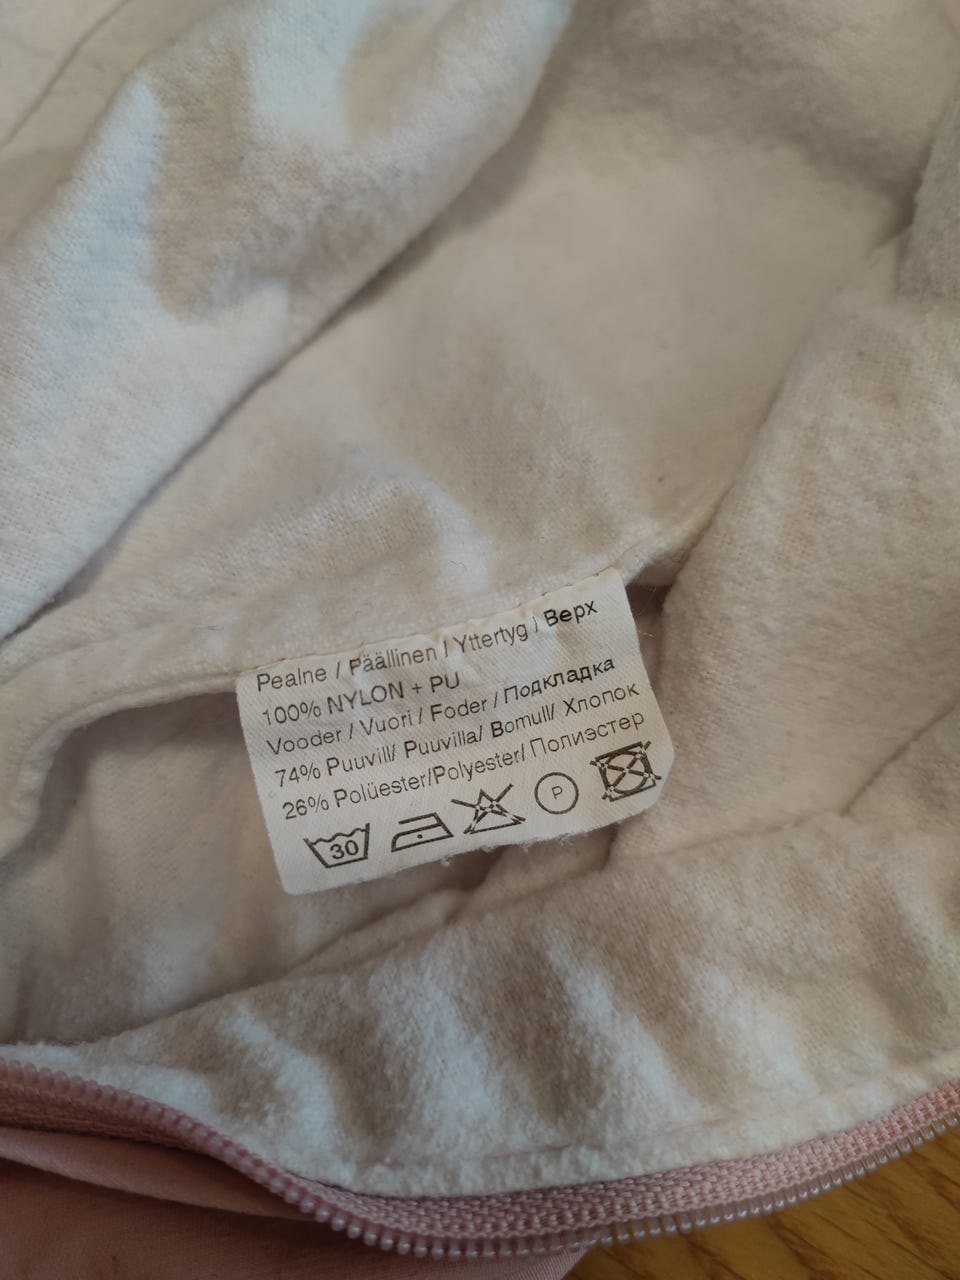 Pealne / Päällinen / Yttertyg / Верх
100% NYLON + PU
Vooder / Vuori / Foder / Подкладка
74% Puuvill/ Puuvilla/ Bomull/ Хлопок
26% Polüester/Polyester/ Полиэстер
30 P